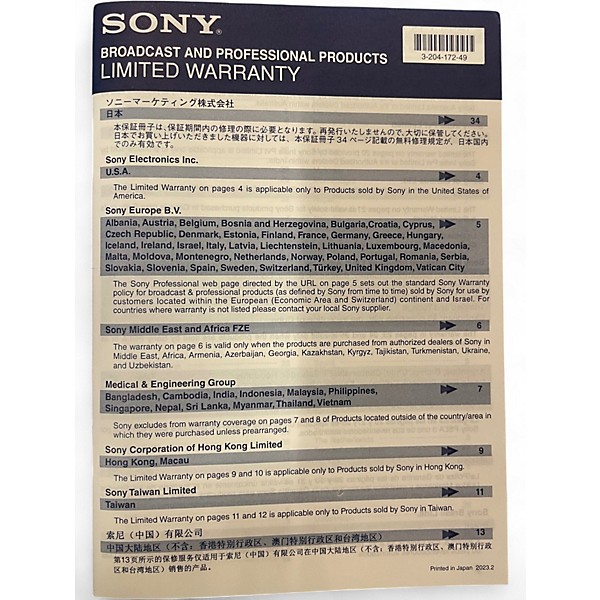 SONY
BROADCAST AND PROFESSIONAL PRODUCTS
LIMITED WARRANTY
3-204-172-49
ソニーマーケティング株式会社
日本 34
本保証冊子は、保証期間内の修理の際に必要となります。再発行いたしませんので、大切に保管してください。
日本でお買い上げいただきました機器に対しては、本保証冊子 34 ページ記載の無料修理規定が、日本国内
でのみ有効です。
Sony Electronics Inc.
U.S.A. 4
The Limited Warranty on pages 4 is applicable only to Products sold by Sony in the United States of
America.
Sony Europe B.V.
Albania, Austria, Belgium, Bosnia and Herzegovina, Bulgaria,Croatia, Cyprus, 5
Czech Republic, Denmark, Estonia, Finland, France, Germany, Greece, Hungary,
Iceland, Ireland, Israel, Italy, Latvia, Liechtenstein, Lithuania, Luxembourg, Macedonia,
Malta, Moldova, Montenegro, Netherlands, Norway, Poland, Portugal, Romania, Serbia,
Slovakia, Slovenia, Spain, Sweden, Switzerland, Türkey, United Kingdom, Vatican City
The Sony Professional web page directed by the URL on page 5 sets out the standard Sony Warranty
policy for broadcast & professional products (as defined by Sony from time to time) sold by Sony for use by
customers located within the European (Economic Area and Switzerland) continent and Israel. For
countries where warranty is not listed please contact your local Sony supplier.
Sony Middle East and Africa FZE 6
The warranty on page 6 is valid only when the products are purchased from authorized dealers of Sony in
Middle East, Africa, Armenia, Azerbaijan, Georgia, Kazakhstan, Kyrgyz, Tajikistan, Turkmenistan, Ukraine,
and Uzbekistan.
Medical & Engineering Group
Bangladesh, Cambodia, India, Indonesia, Malaysia, Philippines, 7
Singapore, Nepal, Sri Lanka, Myanmar, Thailand, Vietnam
Sony excludes from warranty coverage on pages 7 and 8 of Products located outside of the country/area in
which they were purchased unless prearranged.
Sony Corporation of Hong Kong Limited
Hong Kong, Macau 9
The Limited Warranty on pages 9 and 10 is applicable only to Products sold by Sony in Hong Kong.
Sony Taiwan Limited
Taiwan 11
The Limited Warranty on pages 11 and 12 is applicable only to Products sold by Sony in Taiwan.
索尼（中国）有限公司
中国大陆地区（不含：香港特别行政区、澳门特别行政区和台湾地区） 13
第13页所示的保修服务仅适用于索尼（中国）有限公司在中国大陆地区（不含：香港特别行政区、澳门特别行政
区和台湾地区）销售的产品。
Printed in Japan 2023.2